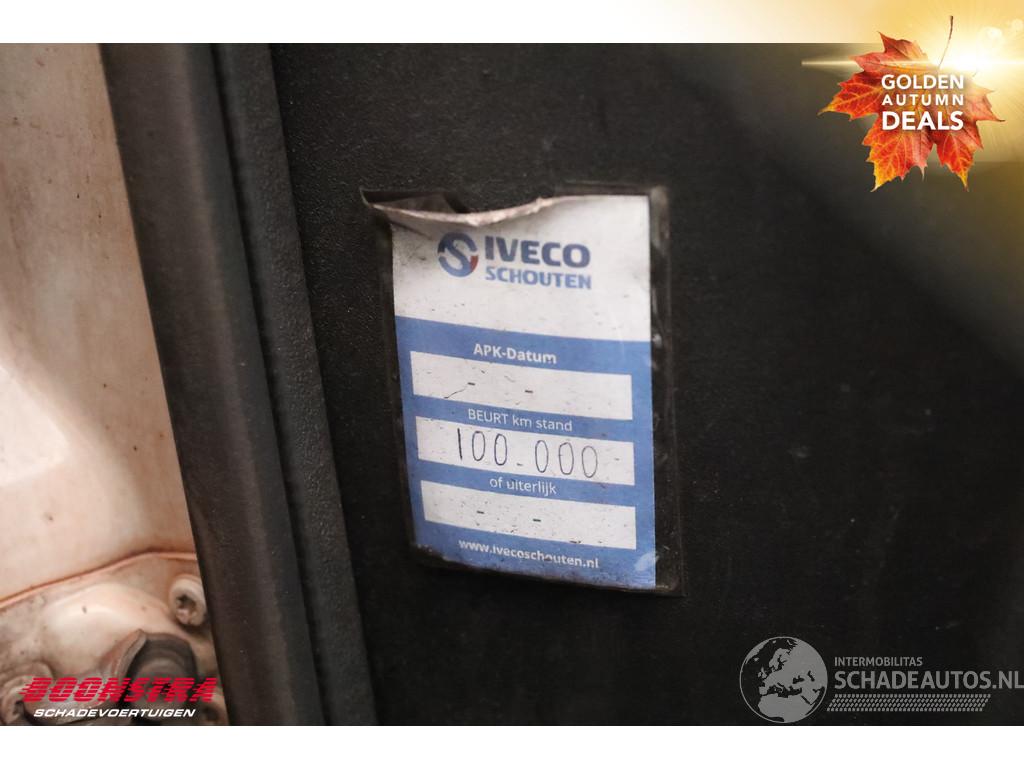 GOLDEN
AUTUMN
DEALS
IVECO
SCHOUTEN
APK-Datum
- -
BEURT km stand
100.000
of uiterlijk
- -
www.ivecoschouten.nl
BOONSTRA
SCHADEVOERTUIGEN
INTERMOBILITAS
SCHADEAUTOS.NL